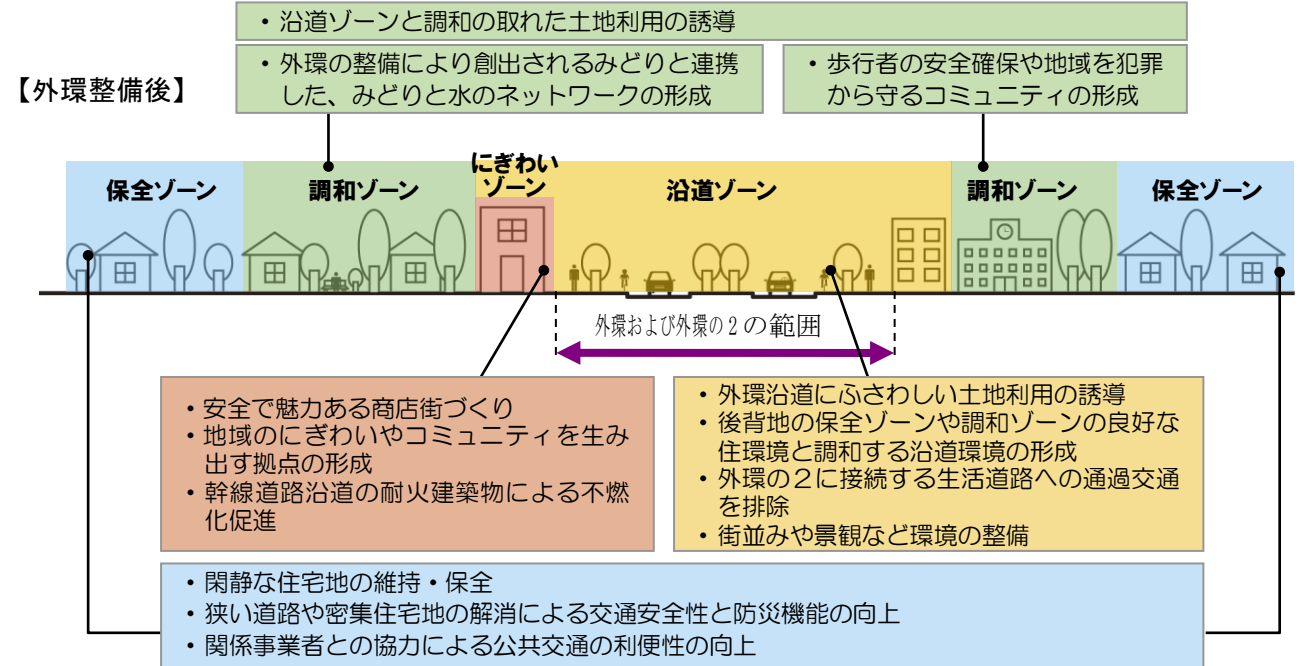 ・沿道ゾーンと調和の取れた土地利用の誘導
【外環整備後】
・外環の整備により創出されるみどりと連携
した、みどりと水のネットワークの形成
・歩行者の安全確保や地域を犯罪
から守るコミュニティの形成
保全ゾーン
調和ゾーン
にぎわい
ゾーン
沿道ゾーン
調和ゾーン
保全ゾーン
外環および外環の2の範囲
・安全で魅力ある商店街づくり
・地域のにぎわいやコミュニティを生み
出す拠点の形成
・幹線道路沿道の耐火建築物による不燃
化促進
・外環沿道にふさわしい土地利用の誘導
・後背地の保全ゾーンや調和ゾーンの良好な
住環境と調和する沿道環境の形成
・外環の2に接続する生活道路への通過交通
を排除
・街並みや景観など環境の整備
・閑静な住宅地の維持・保全
・狭い道路や密集住宅地の解消による交通安全性と防災機能の向上
・関係事業者との協力による公共交通の利便性の向上